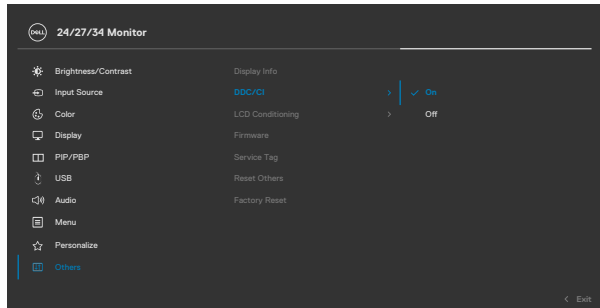 DELL 24/27/34 Monitor
Brightness/Contrast Display Info
Input Source DDC/CI > ✓ On
Color LCD Conditioning > Off
Display Firmware
PIP/PBP Service Tag
USB Reset Others
Audio Factory Reset
Menu
Personalize
Others
< Exit